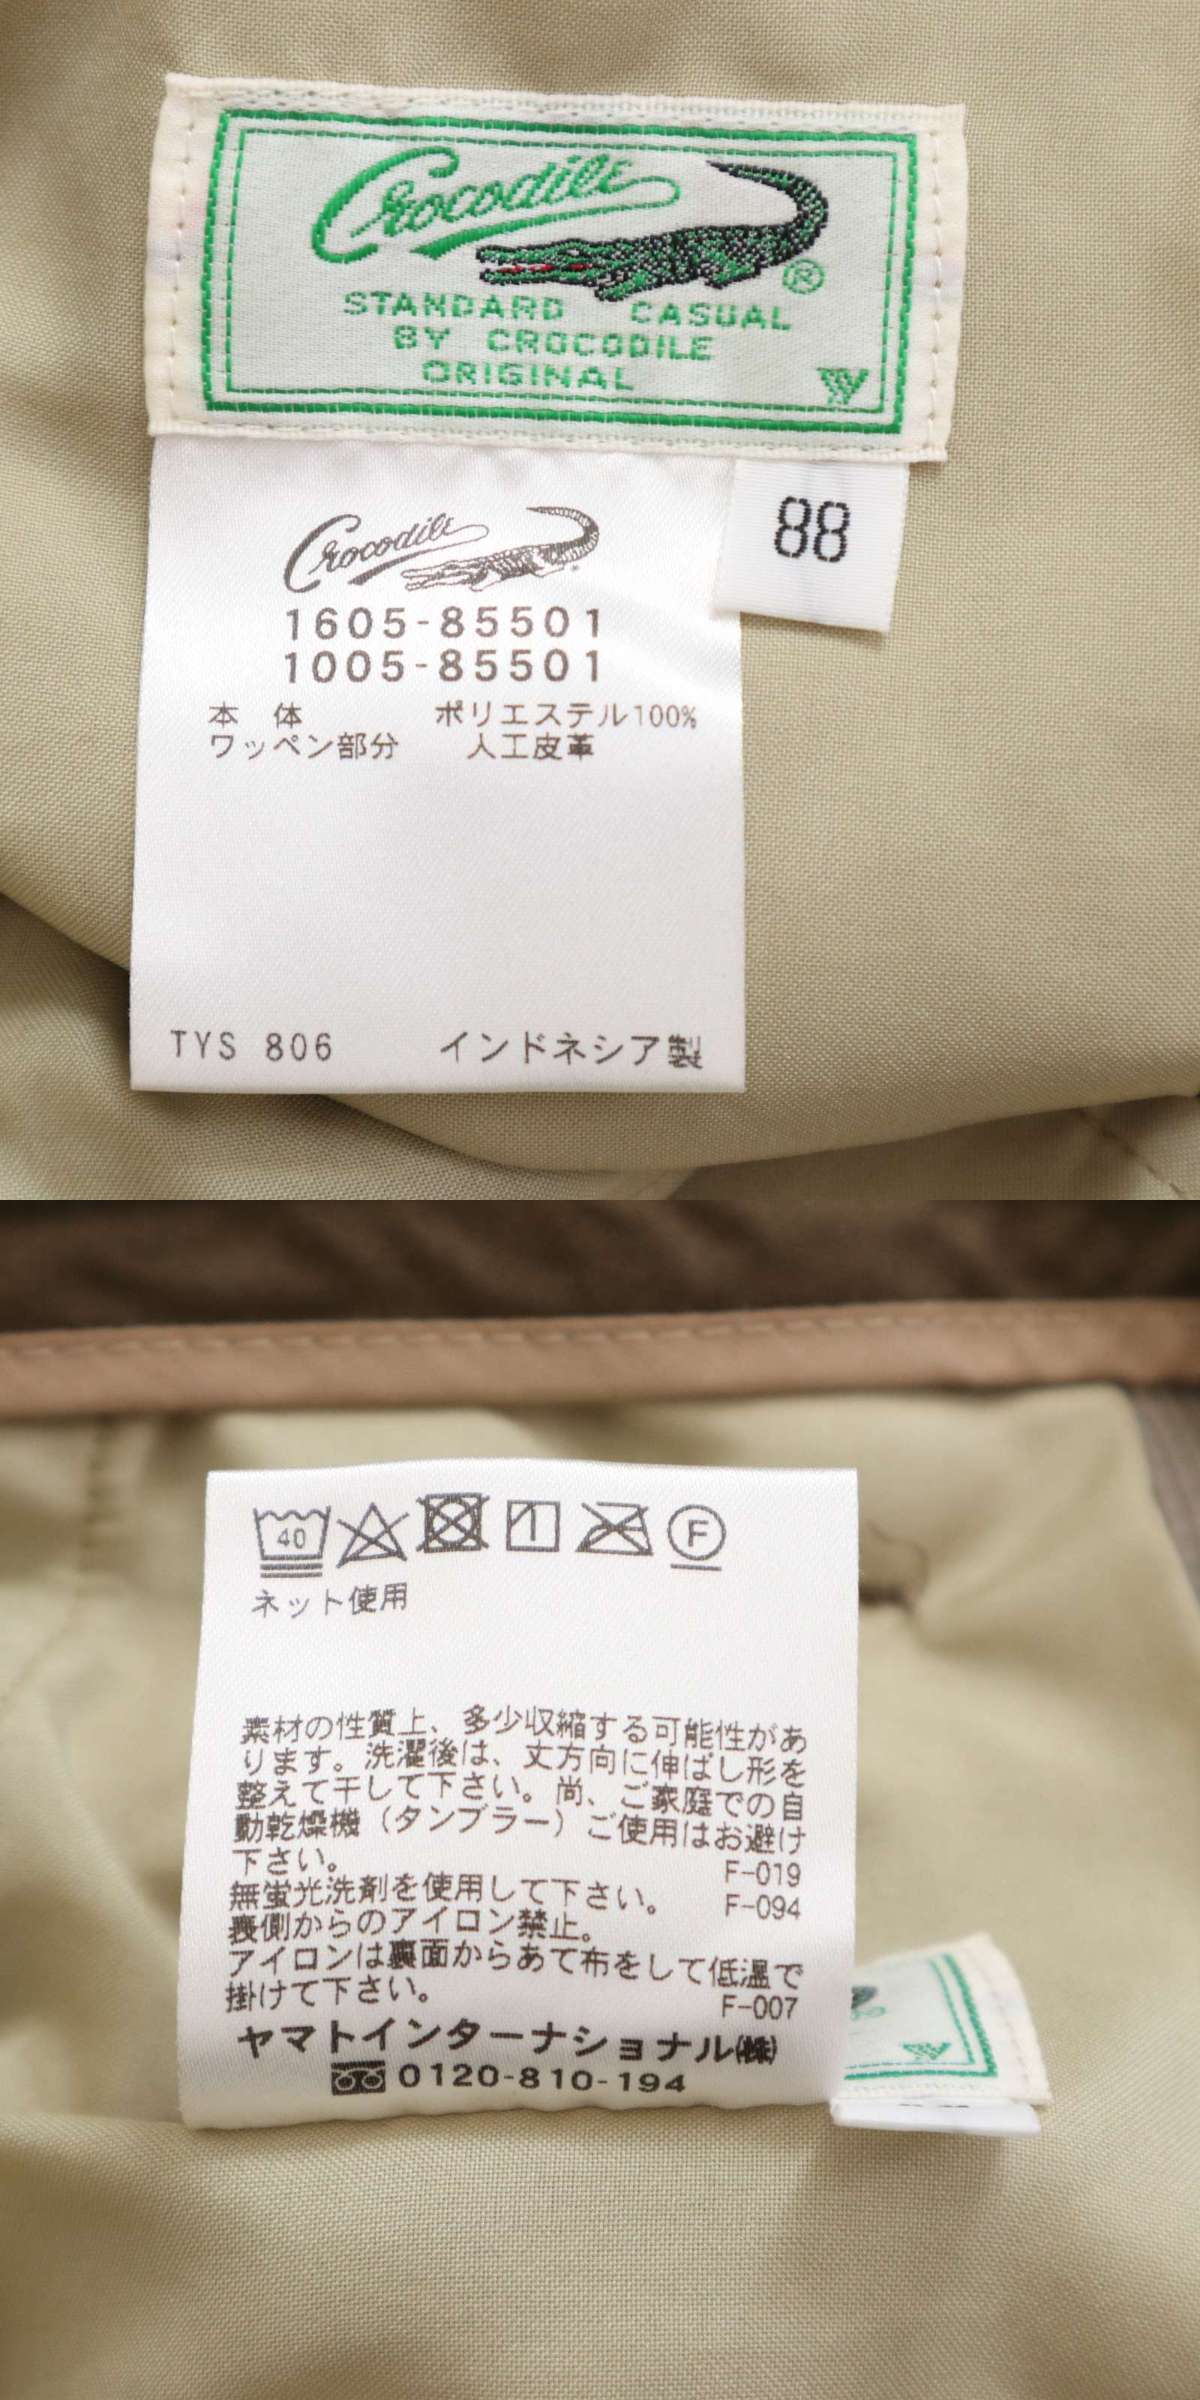 Crocodile
®
STANDARD CASUAL
BY CROCODILE
ORIGINAL
88
Crocodile
1605-85501
1005-85501
本 体 ポリエステル100%
ワッペン部分 人工皮革
TYS 806 インドネシア製
40 F
ネット使用
素材の性質上、多少収縮する可能性があ
ります。洗濯後は、丈方向に伸ばし形を
整えて干して下さい。尚、ご家庭での自
動乾燥機（タンブラー）ご使用はお避け
下さい。 F-019
無蛍光洗剤を使用して下さい。 F-094
裏側からのアイロン禁止。
アイロンは裏面からあて布をして低温で
掛けて下さい。 F-007
ヤマトインターナショナル㈱
0120-810-194